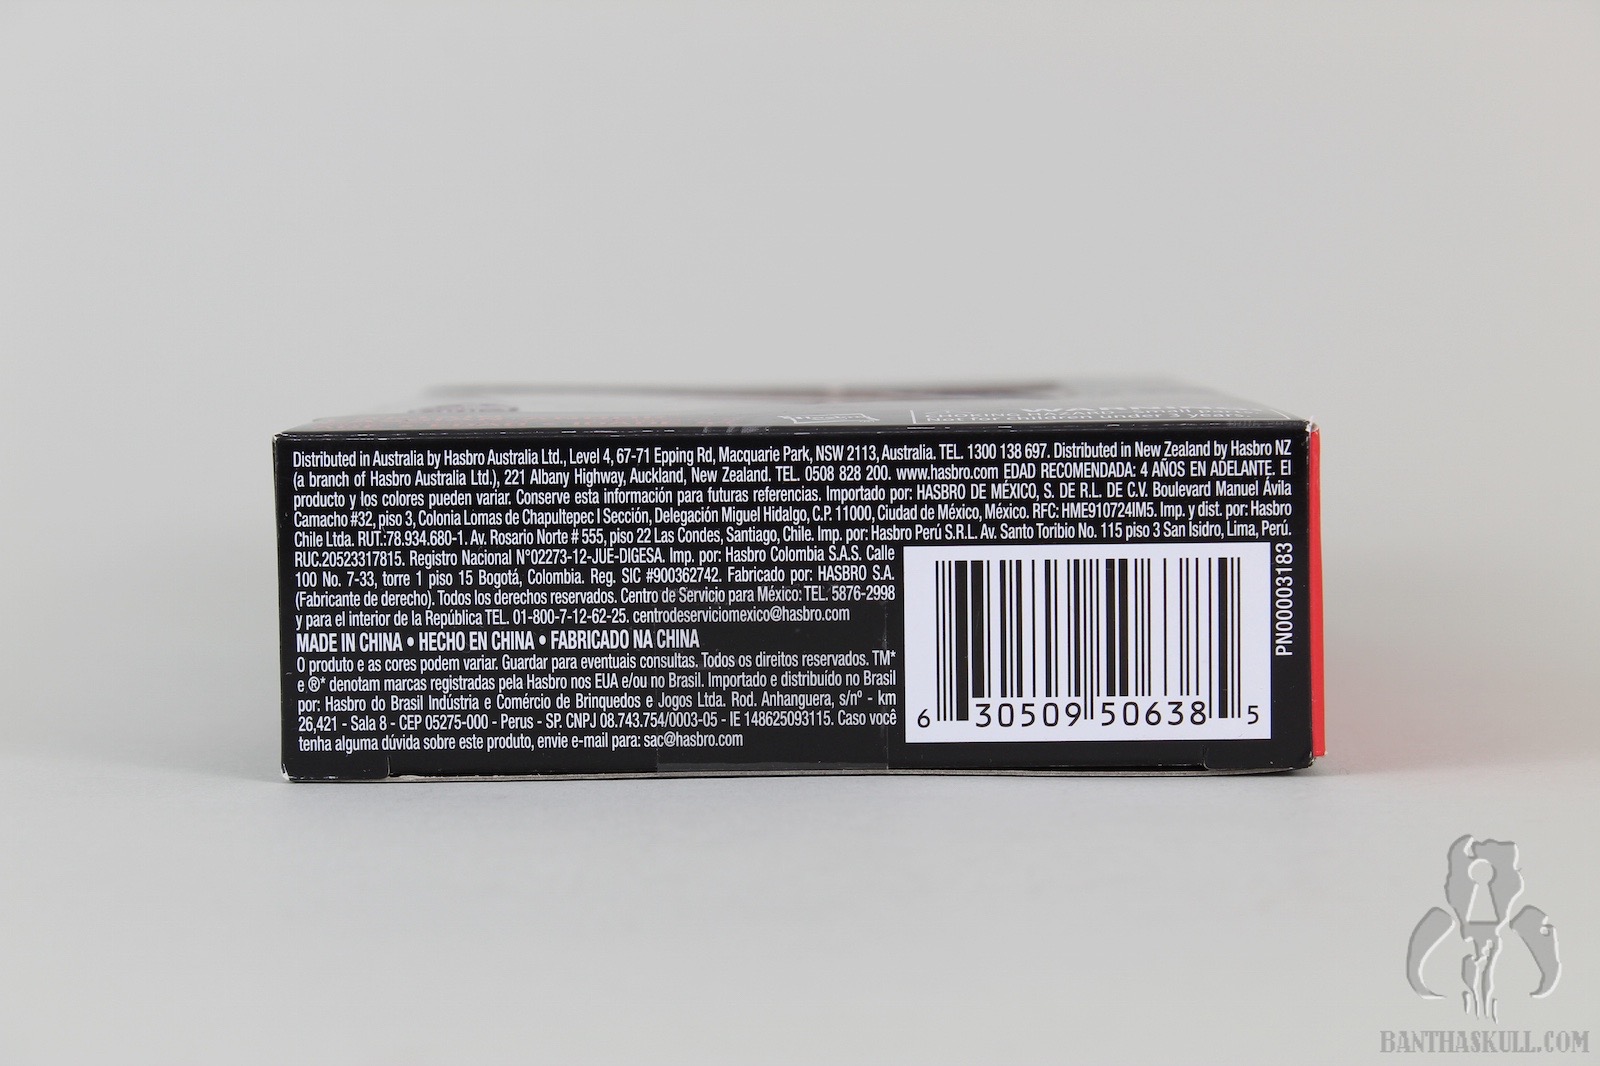 Hasbro
WARNING:
CHOKING HAZARD - Small parts.
Not for children under 3 years.
Distributed in Australia by Hasbro Australia Ltd., Level 4, 67-71 Epping Rd, Macquarie Park, NSW 2113, Australia. TEL. 1300 138 697. Distributed in New Zealand by Hasbro NZ
(a branch of Hasbro Australia Ltd.), 221 Albany Highway, Auckland, New Zealand. TEL. 0508 828 200. www.hasbro.com EDAD RECOMENDADA: 4 AÑOS EN ADELANTE. El
producto y los colores pueden variar. Conserve esta información para futuras referencias. Importado por: HASBRO DE MÉXICO, S. DE R.L. DE C.V. Boulevard Manuel Ávila
Camacho #32, piso 3, Colonia Lomas de Chapultepec I Sección, Delegación Miguel Hidalgo, C.P. 11000, Ciudad de México, México. RFC: HME910724IM5. Imp. y dist. por: Hasbro
Chile Ltda. RUT.:78.934.680-1. Av. Rosario Norte # 555, piso 22 Las Condes, Santiago, Chile. Imp. por: Hasbro Perú S.R.L. Av. Santo Toribio No. 115 piso 3 San Isidro, Lima, Perú.
RUC.20523317815. Registro Nacional N°02273-12-JUE-DIGESA. Imp. por: Hasbro Colombia S.A.S. Calle
100 No. 7-33, torre 1 piso 15 Bogotá, Colombia. Reg. SIC #900362742. Fabricado por: HASBRO S.A.
(Fabricante de derecho). Todos los derechos reservados. Centro de Servicio para México: TEL. 5876-2998
y para el interior de la República TEL. 01-800-7-12-62-25. centrodeserviciomexico@hasbro.com
MADE IN CHINA • HECHO EN CHINA • FABRICADO NA CHINA
O produto e as cores podem variar. Guardar para eventuais consultas. Todos os direitos reservados. TM*
e ®* denotam marcas registradas pela Hasbro nos EUA e/ou no Brasil. Importado e distribuído no Brasil
por: Hasbro do Brasil Indústria e Comércio de Brinquedos e Jogos Ltda. Rod. Anhanguera, s/nº - km
26,421 - Sala 8 - CEP 05275-000 - Perus - SP. CNPJ 08.743.754/0003-05 - IE 148625093115. Caso você
tenha alguma dúvida sobre este produto, envie e-mail para: sac@hasbro.com
6 30509 50638 5
PN00003183
BANTHASKULL.COM